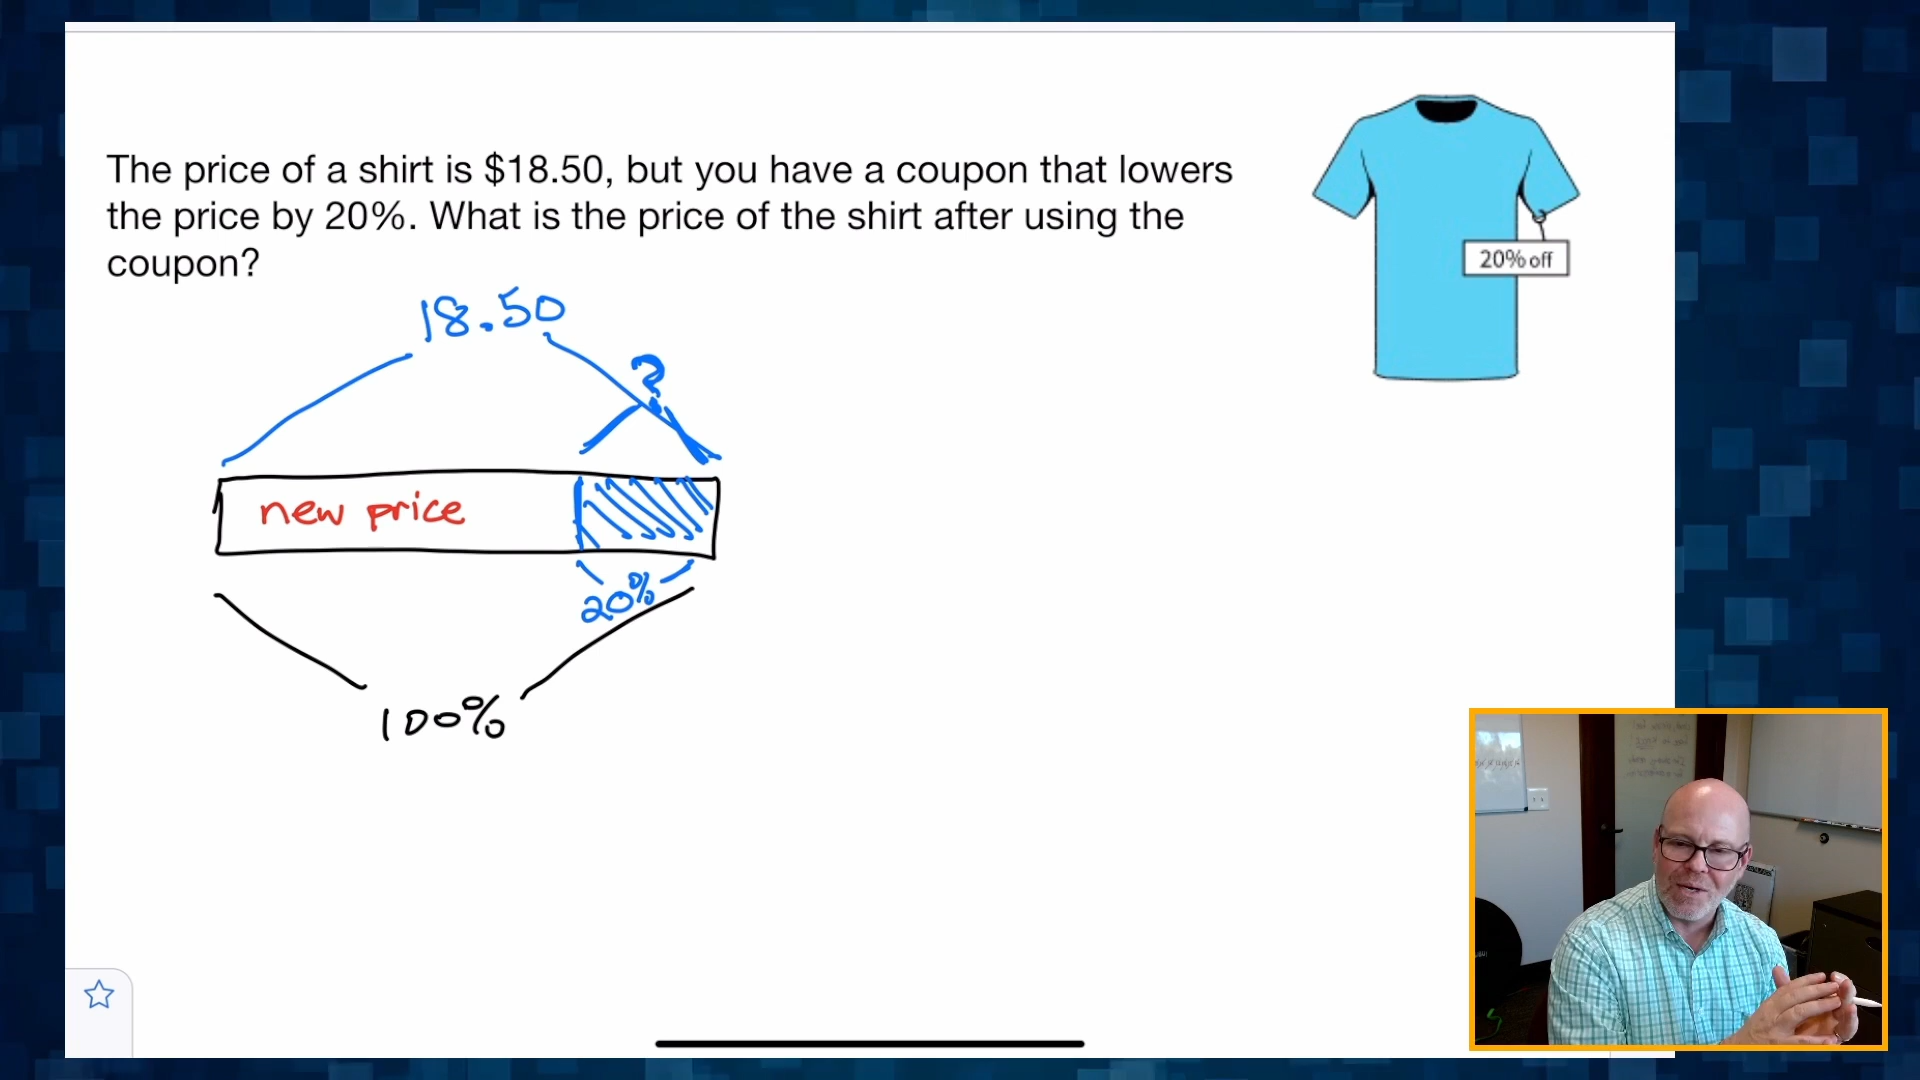 The price of a shirt is $18.50, but you have a coupon that lowers
the price by 20%. What is the price of the shirt after using the
coupon?
20% off
18.50
?
new price
20%
100%